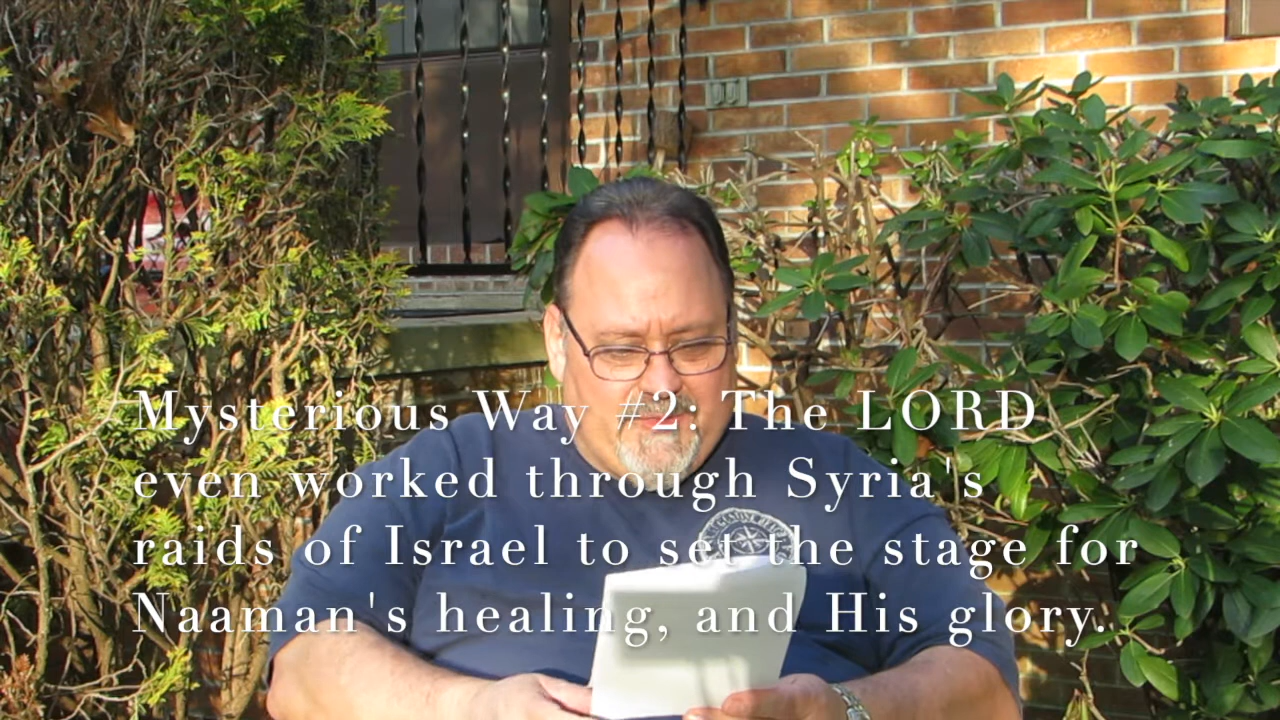 Mysterious Way #2: The LORD
even worked through Syria's
raids of Israel to set the stage for
Naaman's healing, and His glory.